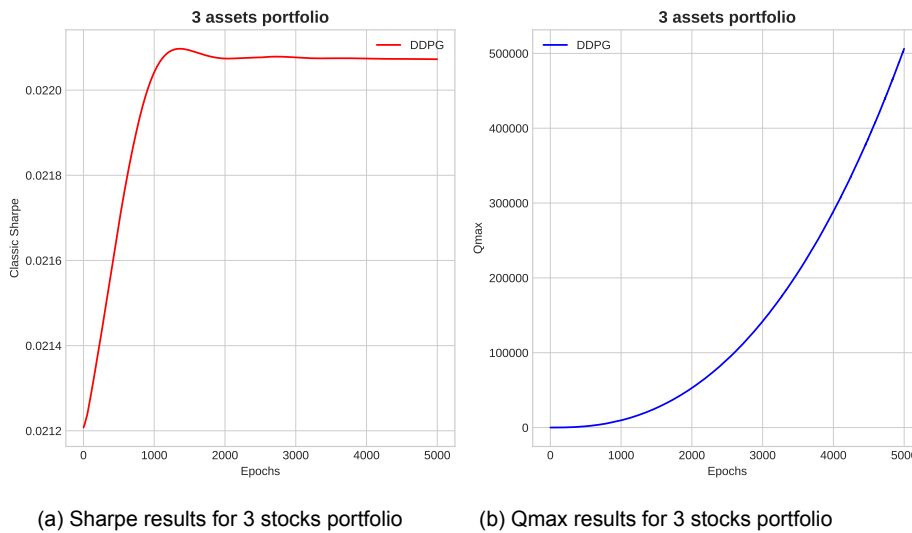 3 assets portfolio
DDPG
0.0220
0.0218
0.0216
0.0214
0.0212
Classic Sharpe
0 1000 2000 3000 4000 5000
Epochs
(a) Sharpe results for 3 stocks portfolio
3 assets portfolio
DDPG
500000
400000
300000
200000
100000
0
Qmax
0 1000 2000 3000 4000 500
Epochs
(b) Qmax results for 3 stocks portfolio